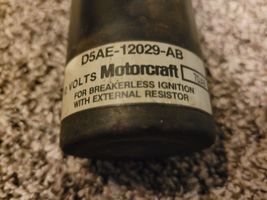 D5AE-12029-AB
VOLTS Motorcraft
FOR BREAKERLESS IGNITION
WITH EXTERNAL RESISTOR